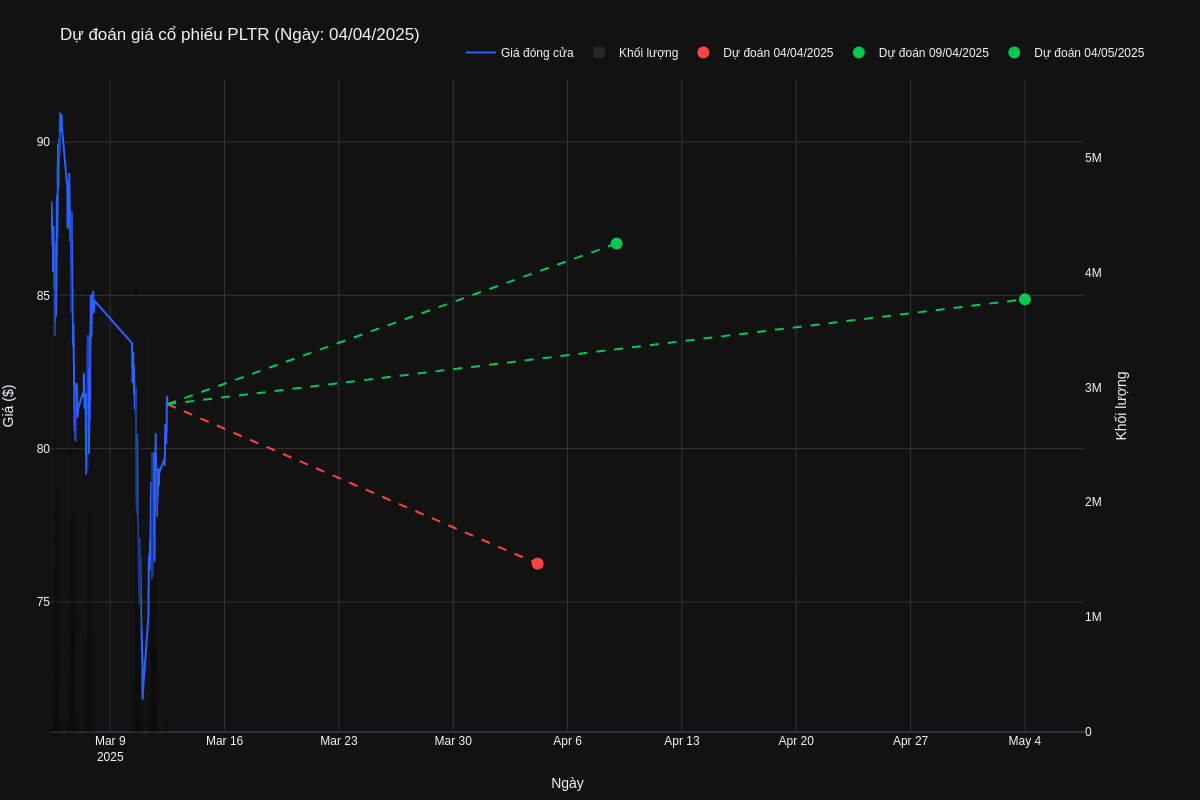 Dự đoán giá cổ phiếu PLTR (Ngày: 04/04/2025)
Giá đóng cửa
Khối lượng
Dự đoán 04/04/2025
Dự đoán 09/04/2025
Dự đoán 04/05/2025
90
85
80
75
Giá ($)
5M
4M
3M
2M
1M
0
Khối lượng
Mar 9
2025
Mar 16
Mar 23
Mar 30
Apr 6
Apr 13
Apr 20
Apr 27
May 4
Ngày